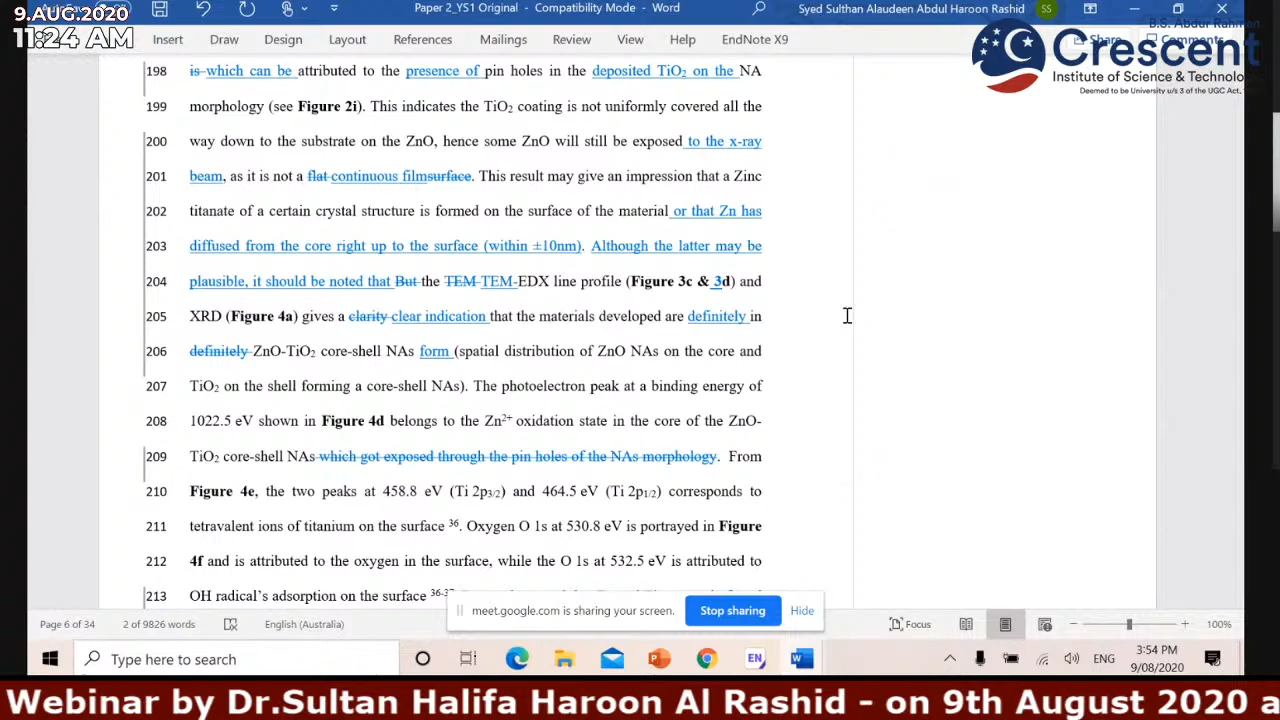 9.AUG.2020
11:24 AM
Paper 2_YS1 Original - Compatibility Mode - Word
Syed Sulthan Alaudeen Abdul Haroon Rashid
SS
Insert Draw Design Layout References Review View Help EndNote X9
Share Comments
B.S. Abdur Rahman
Crescent
Institute of Science & Technolo
Deemed to be University u/s 3 of the UGC Act,
198 is which can be attributed to the presence of pin holes in the deposited TiO₂ on the NA
199 morphology (see Figure 2i). This indicates the TiO₂ coating is not uniformly covered all the
200 way down to the substrate on the ZnO, hence some ZnO will still be exposed to the x-ray
201 beam, as it is not a flat continuous filmsurface. This result may give an impression that a Zinc
202 titanate of a certain crystal structure is formed on the surface of the material or that Zn has
203 diffused from the core right up to the surface (within ±10nm). Although the latter may be
204 plausible, it should be noted that But the TEM TEM-EDX line profile (Figure 3c & 3d) and
205 XRD (Figure 4a) gives a clarity clear indication that the materials developed are definitely in
206 definitely ZnO-TiO₂ core-shell NAs form (spatial distribution of ZnO NAs on the core and
207 TiO₂ on the shell forming a core-shell NAs). The photoelectron peak at a binding energy of
208 1022.5 eV shown in Figure 4d belongs to the Zn²⁺ oxidation state in the core of the ZnO-
209 TiO₂ core-shell NAs which got exposed through the pin holes of the NAs morphology. From
210 Figure 4e, the two peaks at 458.8 eV (Ti 2p3/2) and 464.5 eV (Ti 2p1/2) corresponds to
211 tetravalent ions of titanium on the surface ³⁶. Oxygen O 1s at 530.8 eV is portrayed in Figure
212 4f and is attributed to the oxygen in the surface, while the O 1s at 532.5 eV is attributed to
213 OH radical's adsorption on the surface
meet.google.com is sharing your screen. Stop sharing Hide
Page 6 of 34 2 of 9826 words English (Australia) Focus 100%
Type here to search
EN
ENG
3:54 PM
9/08/2020
Webinar by Dr.Sultan Halifa Haroon Al Rashid - on 9th August 2020 a